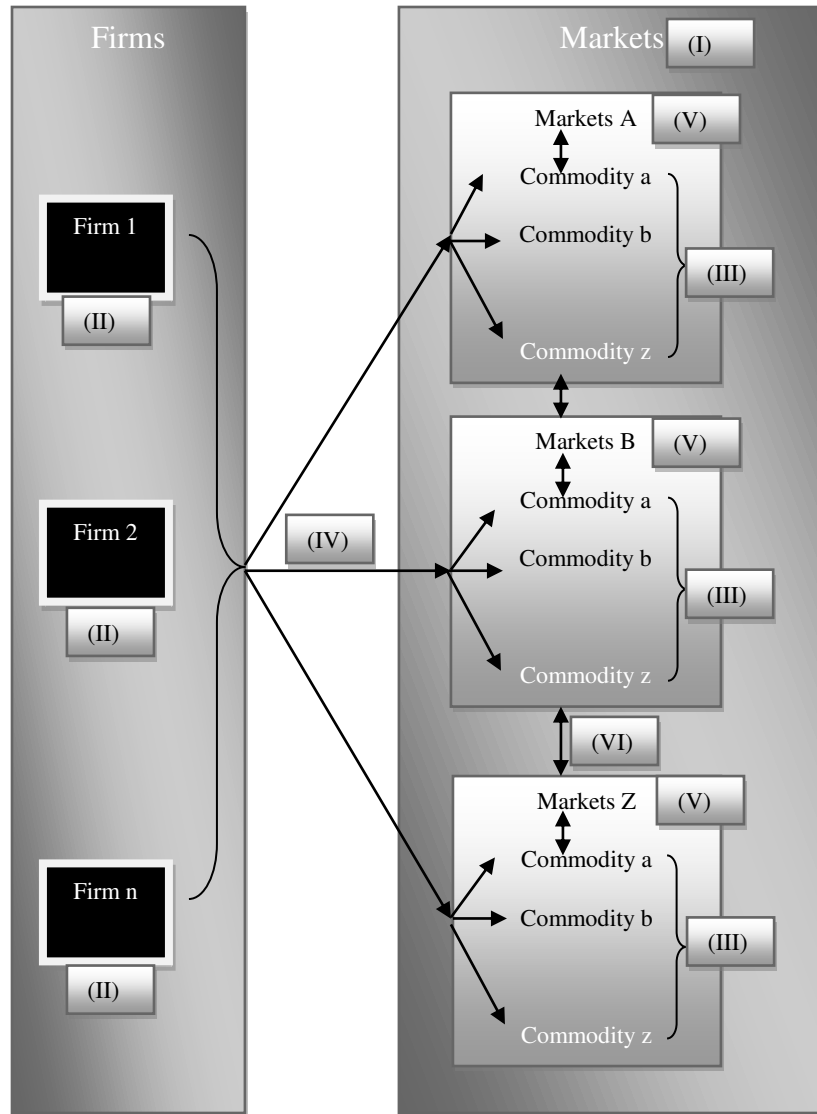 Firms
Firm 1
(II)
Firm 2
(II)
Firm n
(II)
(IV)
Markets
(I)
Markets A
(V)
Commodity a
Commodity b
(III)
Commodity z
Markets B
(V)
Commodity a
Commodity b
(III)
Commodity z
(VI)
Markets Z
(V)
Commodity a
Commodity b
(III)
Commodity z